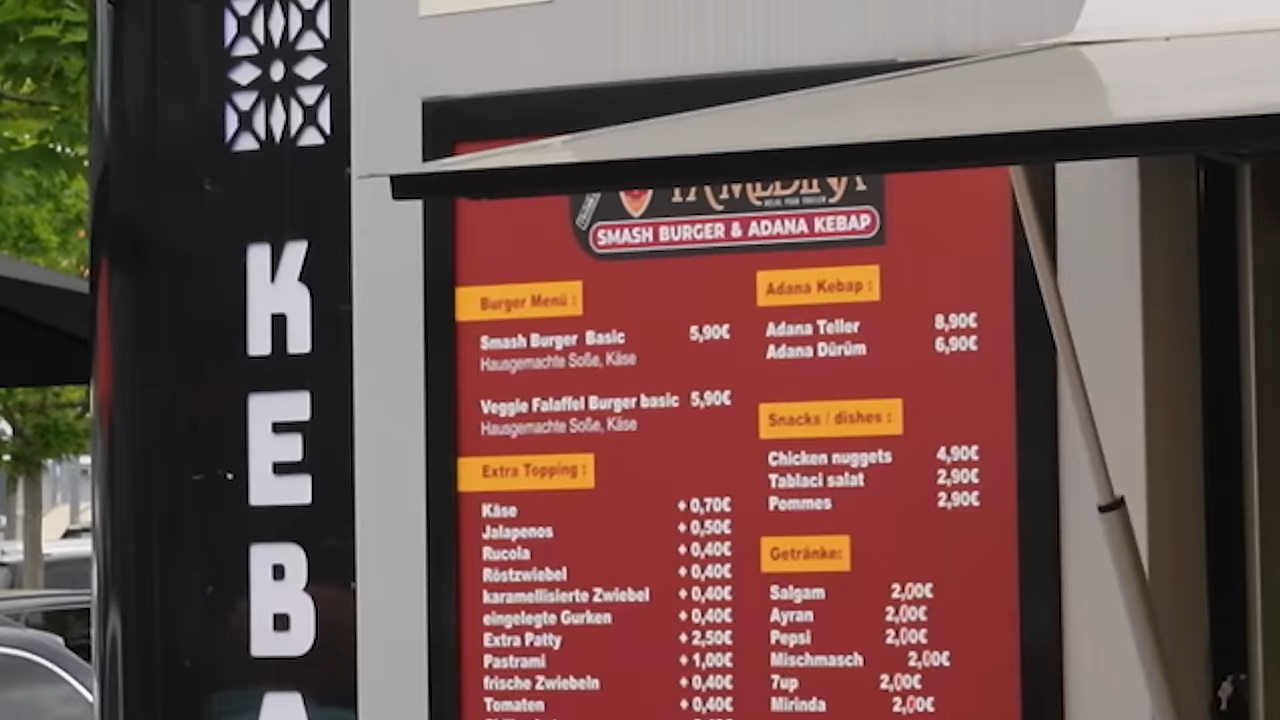 KEBA
TAMEDINA
SMASH BURGER & ADANA KEBAP
Burger Menü :
Smash Burger Basic 5,90€
Hausgemachte Soße, Käse
Veggie Falaffel Burger basic 5,90€
Hausgemachte Soße, Käse
Extra Topping :
Käse + 0,70€
Jalapenos + 0,50€
Rucola + 0,40€
Röstzwiebel + 0,40€
karamellisierte Zwiebel + 0,40€
eingelegte Gurken + 0,40€
Extra Patty + 2,50€
Pastrami + 1,00€
frische Zwiebeln + 0,40€
Tomaten + 0,40€
Adana Kebap :
Adana Teller 8,90€
Adana Dürüm 6,90€
Snacks / dishes :
Chicken nuggets 4,90€
Tablaci salat 2,90€
Pommes 2,90€
Getränke:
Salgam 2,00€
Ayran 2,00€
Pepsi 2,00€
Mischmasch 2,00€
7up 2,00€
Mirinda 2,00€